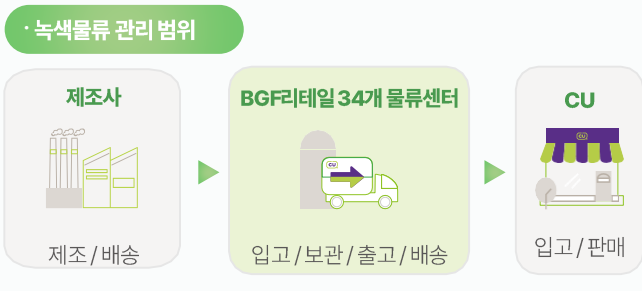 · 녹색물류 관리 범위
제조사
제조 / 배송
BGF리테일 34개 물류센터
CU
입고 / 보관 / 출고 / 배송
CU
CU
입고 / 판매